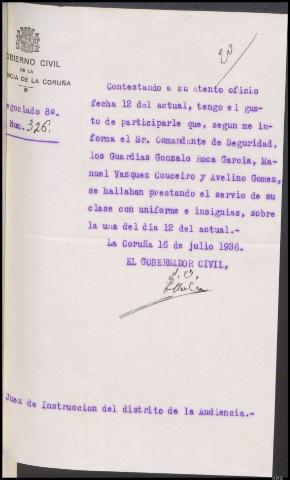 OBIERNO CIVIL
DE LA
NCIA DE LA CORUÑA
egociado 8º.
Num. 326.
Contestando a su atento oficio
fecha 12 del actual, tengo el gus-
to de participarle que, segun me in-
forma el Sr. Comandante de Seguridad,
los Guardias Gonzalo Roca Garcia, Ma-
nuel Vazquez Couceiro y Avelino Gomez,
se hallaban prestando el servio de su
clase con uniforme e insignias, sobre
la una del dia 12 del actual.-
La Coruña 16 de julio 1936.
EL GOBERNADOR CIVIL,
Juez de Instruccion del distrito de la Audiencia.-